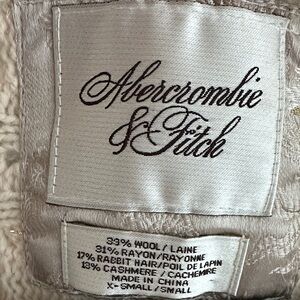 Abercrombie
& Fitch
33% WOOL / LAINE
31% RAYON/RAYONNE
17% RABBIT HAIR/POIL DE LAPIN
13% CASHMERE / CACHEMIRE
MADE IN CHINA
X-SMALL/SMALL